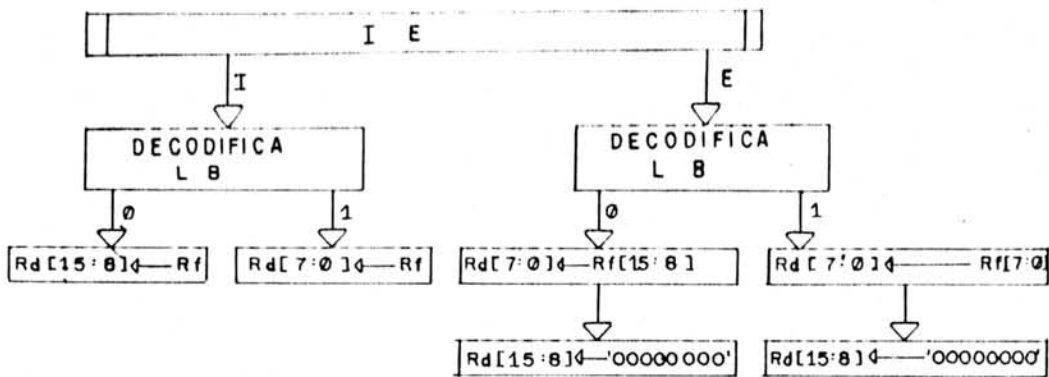 I E
I E
DECODIFICA DECODIFICA
L B L B
0 1 0 1
Rd[15:8]←Rf Rd[7:0]←Rf Rd[7:0]←Rf[15:8] Rd[7:0]←Rf[7:0]
Rd[15:8]←'00000000' Rd[15:8]←'00000000'